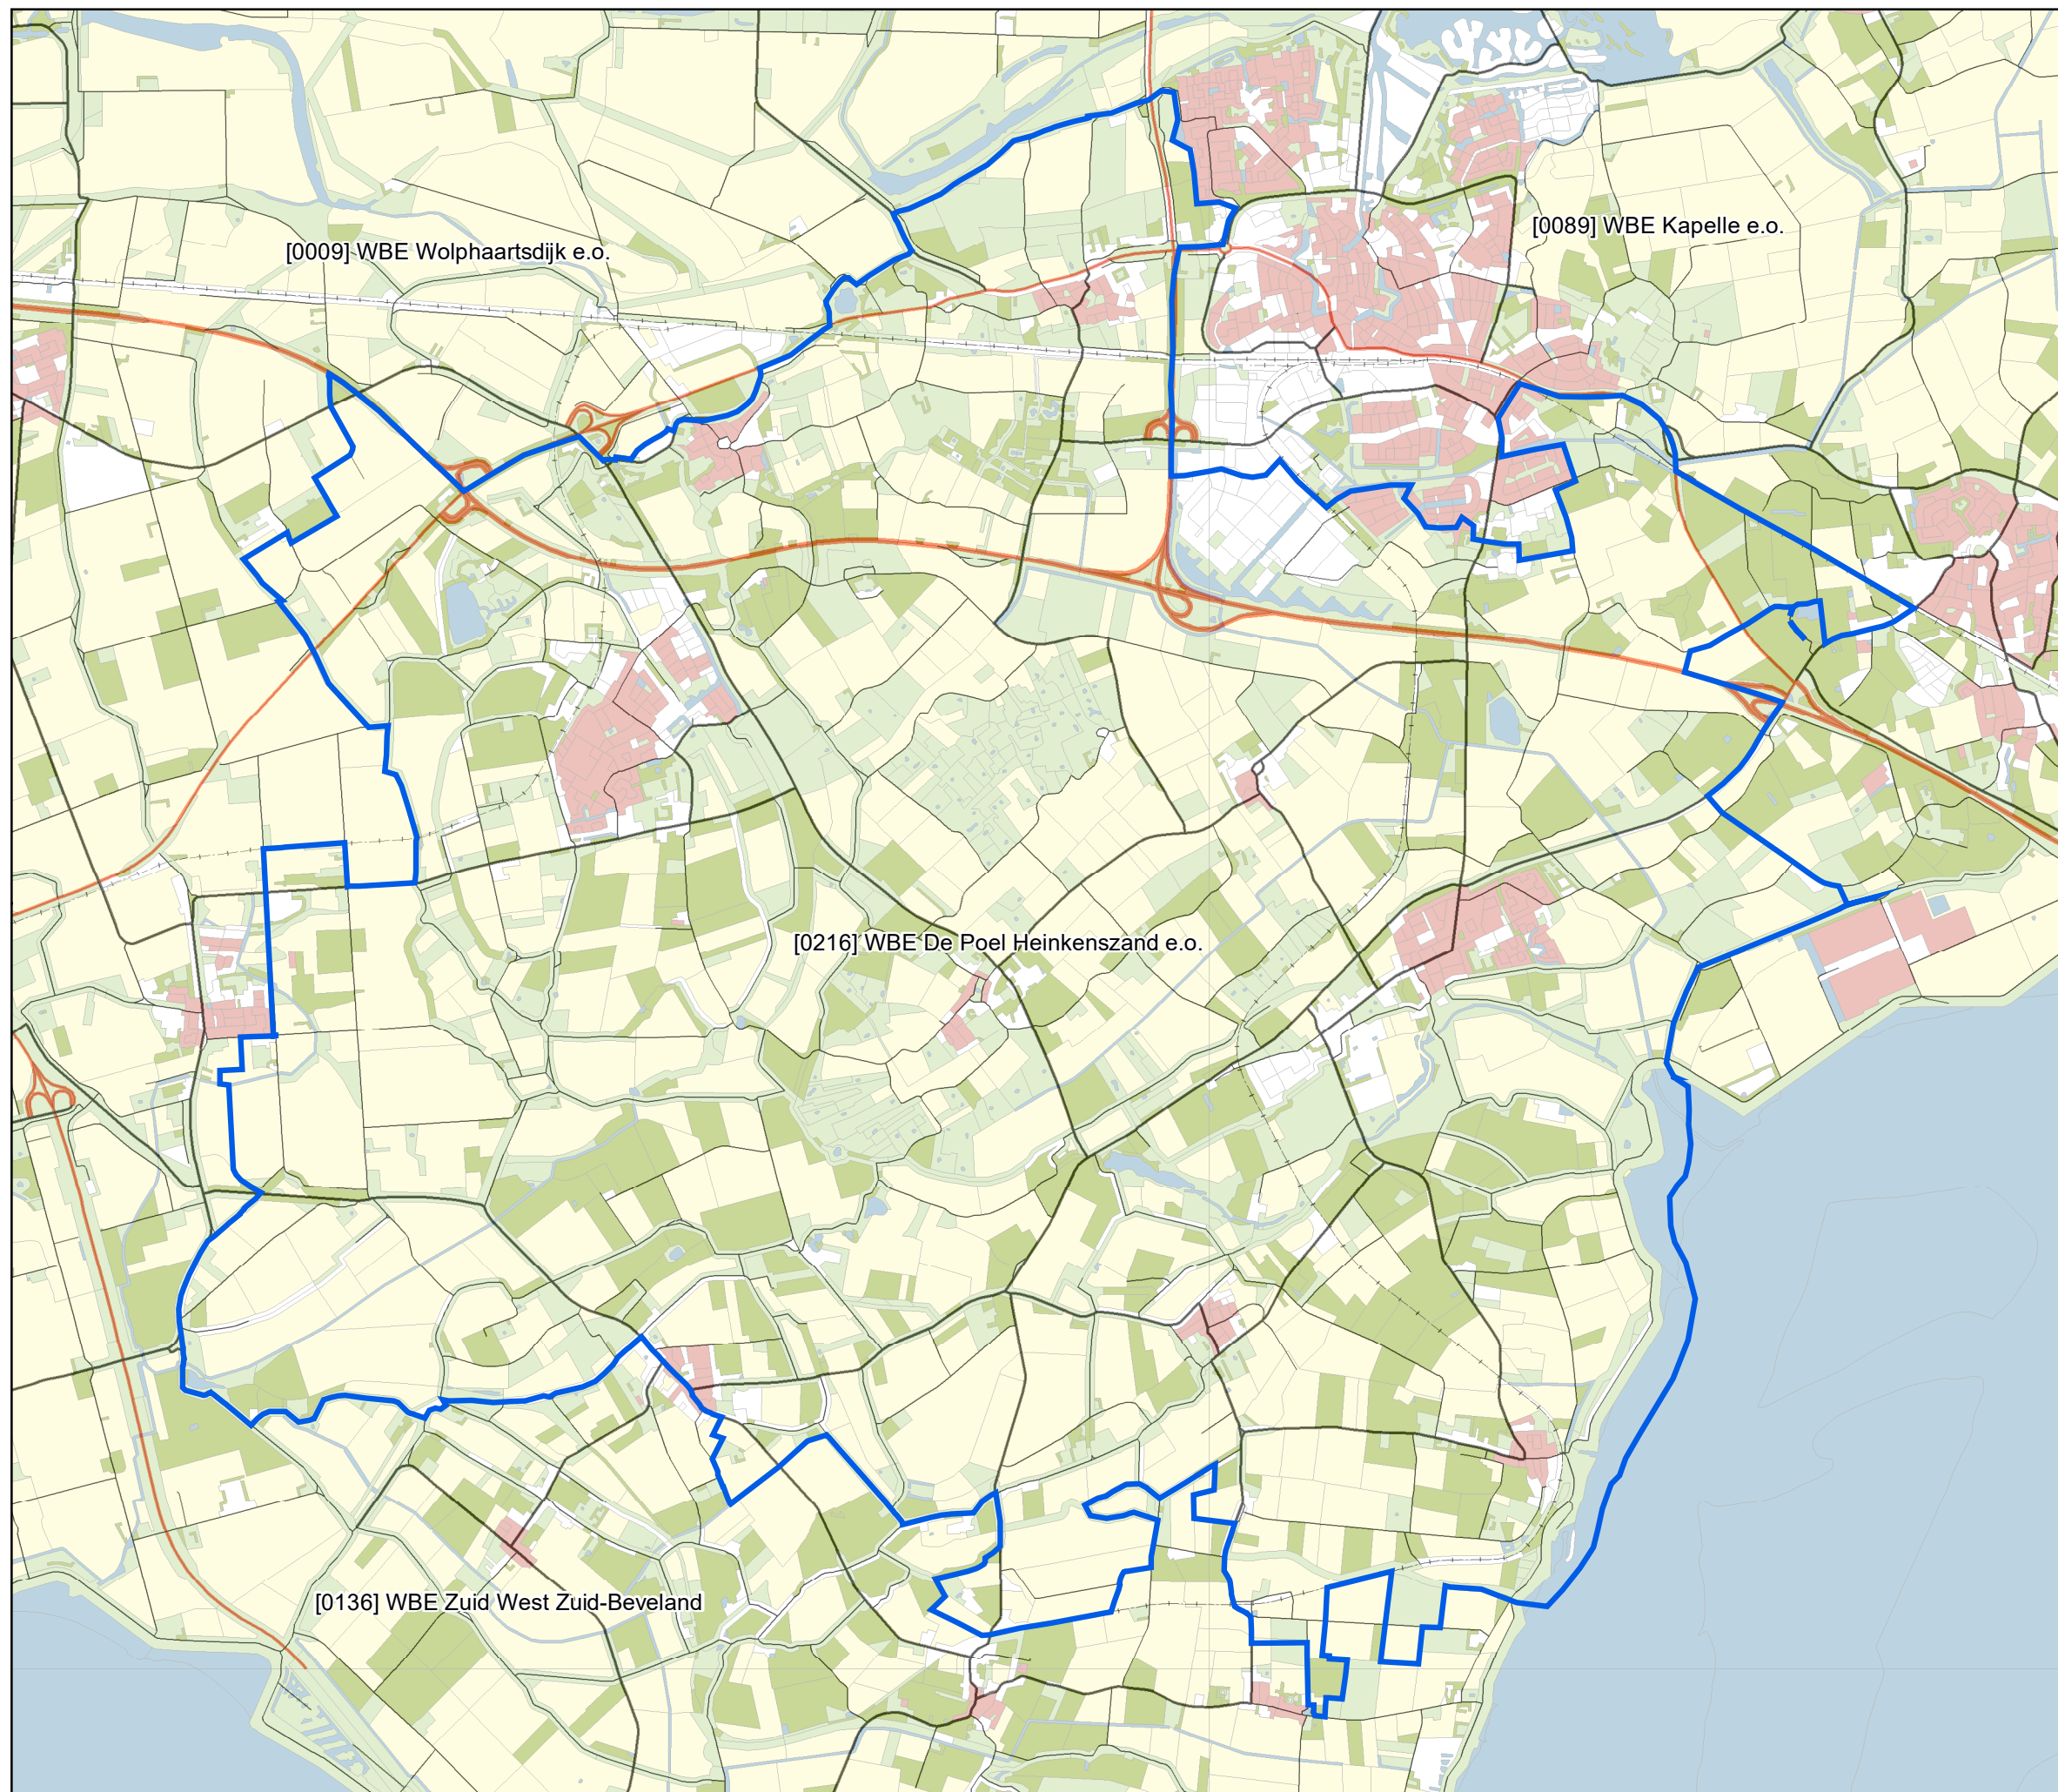 [0089] WBE Kapelle e.o.
[0009] WBE Wolphaartsdijk e.o.
[0216] WBE De Poel Heinkenszand e.o.
[0136] WBE Zuid West Zuid-Beveland